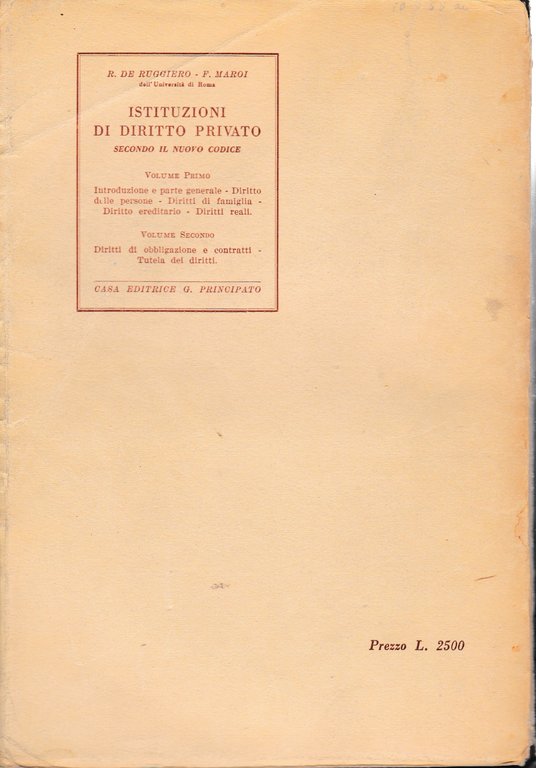 R. DE RUGGIERO - F. MAROI
dell'Università di Roma
ISTITUZIONI
DI DIRITTO PRIVATO
SECONDO IL NUOVO CODICE
VOLUME PRIMO
Introduzione e parte generale - Diritto
delle persone - Diritti di famiglia -
Diritto ereditario - Diritti reali.
VOLUME SECONDO
Diritti di obbligazione e contratti -
Tutela dei diritti.
CASA EDITRICE G. PRINCIPATO
Prezzo L. 2500